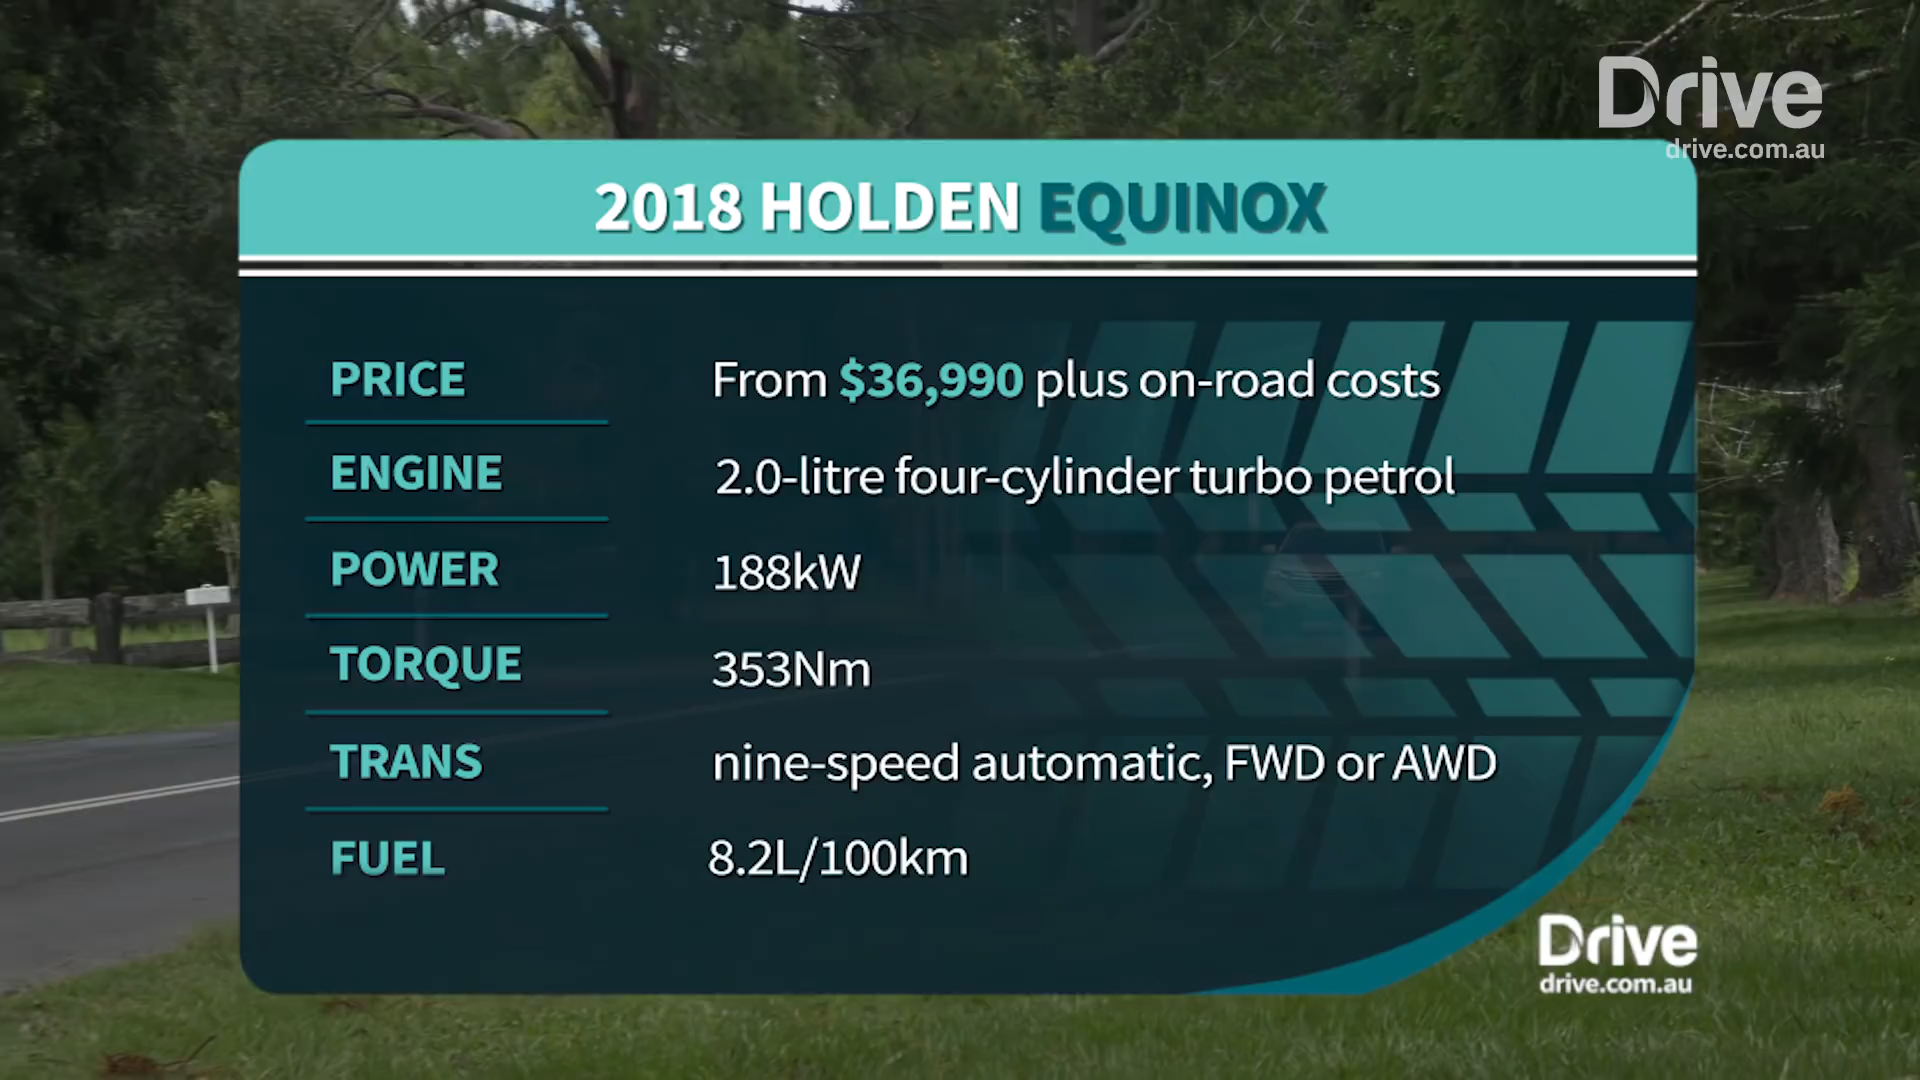 Drive
drive.com.au
2018 HOLDEN EQUINOX
PRICE From $36,990 plus on-road costs
ENGINE 2.0-litre four-cylinder turbo petrol
POWER 188kW
TORQUE 353Nm
TRANS nine-speed automatic, FWD or AWD
FUEL 8.2L/100km
Drive
drive.com.au